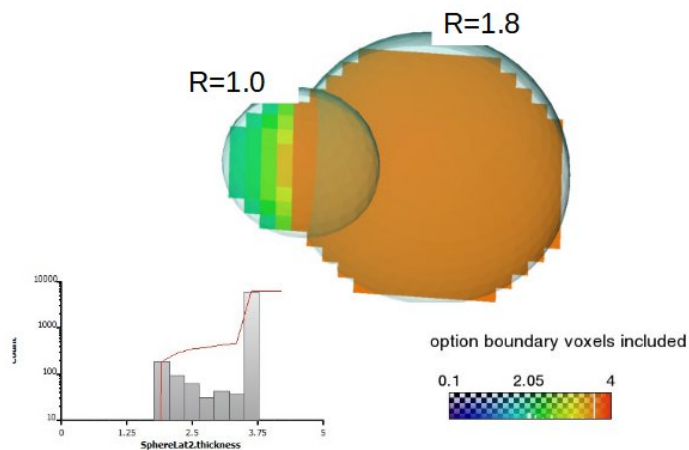 R=1.8
R=1.0
10000
1000
100
10
count
0
1.25
2.5
3.75
5
SphereLat2.thickness
option boundary voxels included
0.1
2.05
4